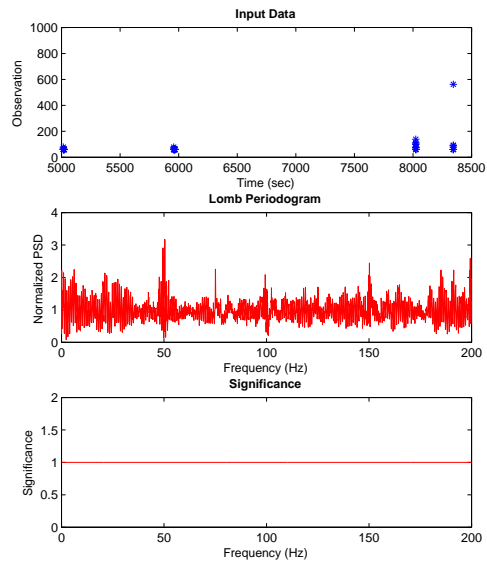 Input Data
1000
800
600
400
200
0
Observation
5000 5500 6000 6500 7000 7500 8000 8500
Time (sec)
Lomb Periodogram
4
3
2
1
0
Normalized PSD
0 50 100 150 200
Frequency (Hz)
Significance
2
1.5
1
0.5
0
Significance
0 50 100 150 200
Frequency (Hz)